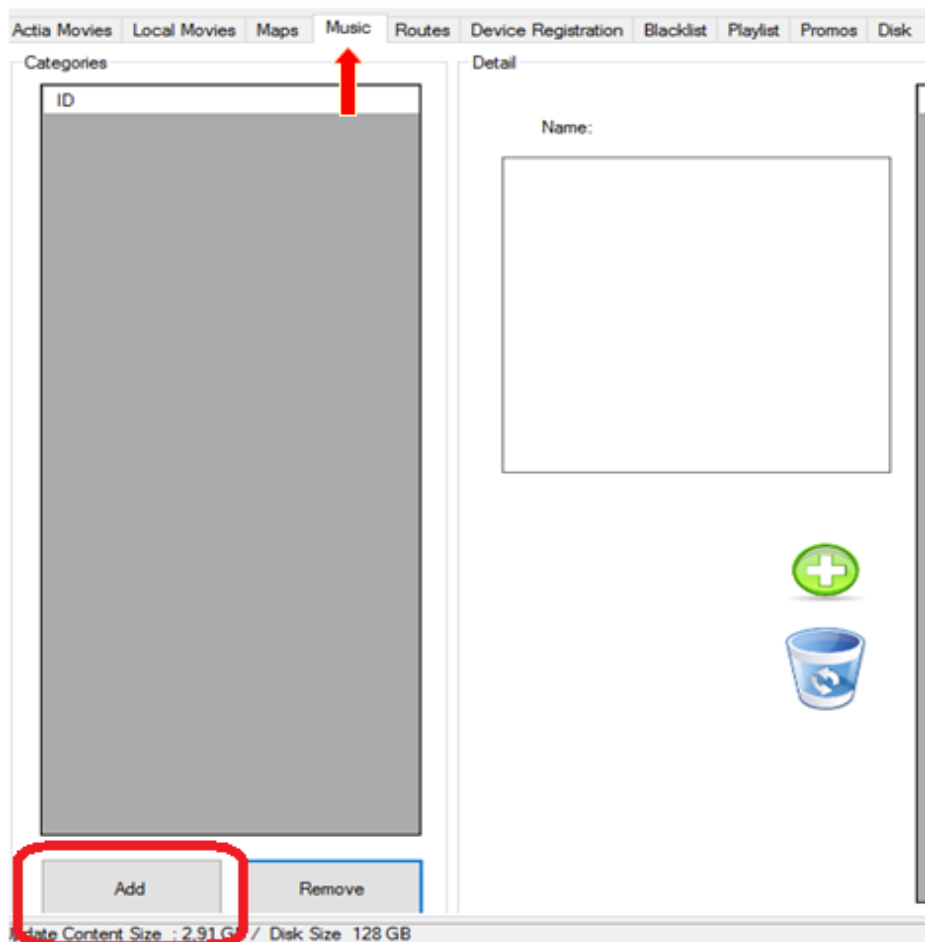 Actia Movies Local Movies Maps Music Routes Device Registration Blacklist Playlist Promos Disk
Categories
ID
Detail
Name:
Add Remove
Content Size : 2,91 / Disk Size 128 GB